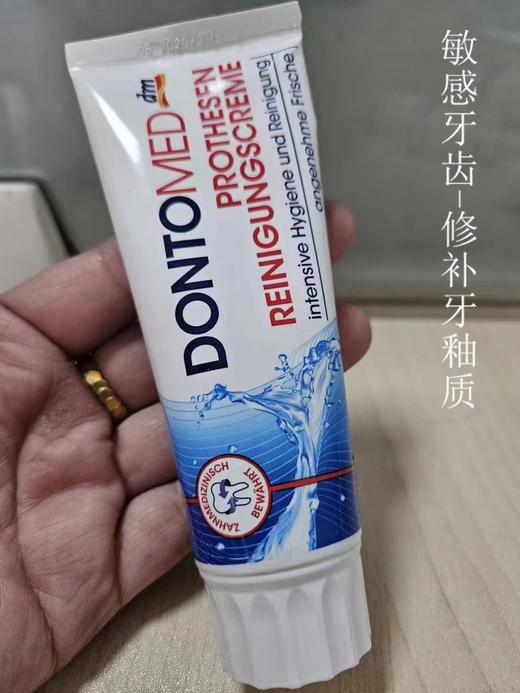 敏感牙齿-修补牙釉质
dm
DONTOMED
PROTHESEN
REINIGUNGSCREME
intensive Hygiene und Reinigung
angenehme Frische
ZAHNMEDIZINISCH
BEWÄHRT